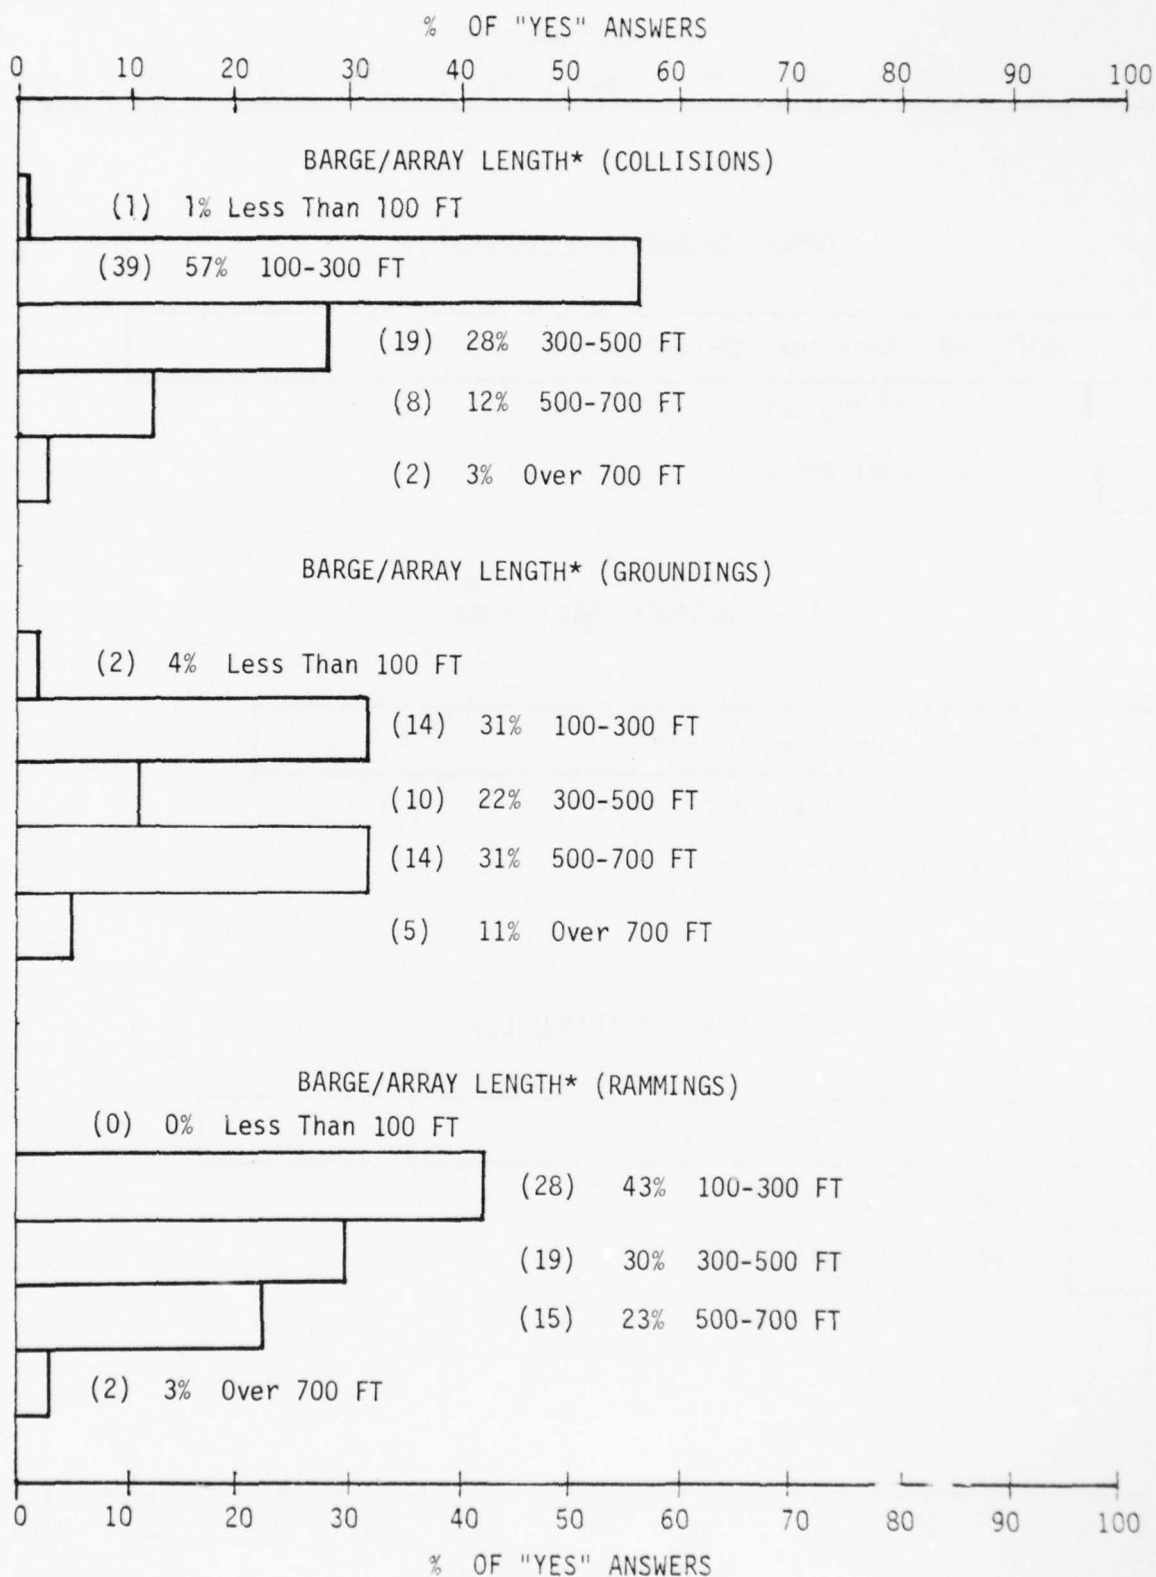 % OF "YES" ANSWERS
0 10 20 30 40 50 60 70 80 90 100
BARGE/ARRAY LENGTH* (COLLISIONS)
(1) 1% Less Than 100 FT
(39) 57% 100-300 FT
(19) 28% 300-500 FT
(8) 12% 500-700 FT
(2) 3% Over 700 FT
BARGE/ARRAY LENGTH* (GROUNDINGS)
(2) 4% Less Than 100 FT
(14) 31% 100-300 FT
(10) 22% 300-500 FT
(14) 31% 500-700 FT
(5) 11% Over 700 FT
BARGE/ARRAY LENGTH* (RAMMINGS)
(0) 0% Less Than 100 FT
(28) 43% 100-300 FT
(19) 30% 300-500 FT
(15) 23% 500-700 FT
(2) 3% Over 700 FT
0 10 20 30 40 50 60 70 80 90 100
% OF "YES" ANSWERS